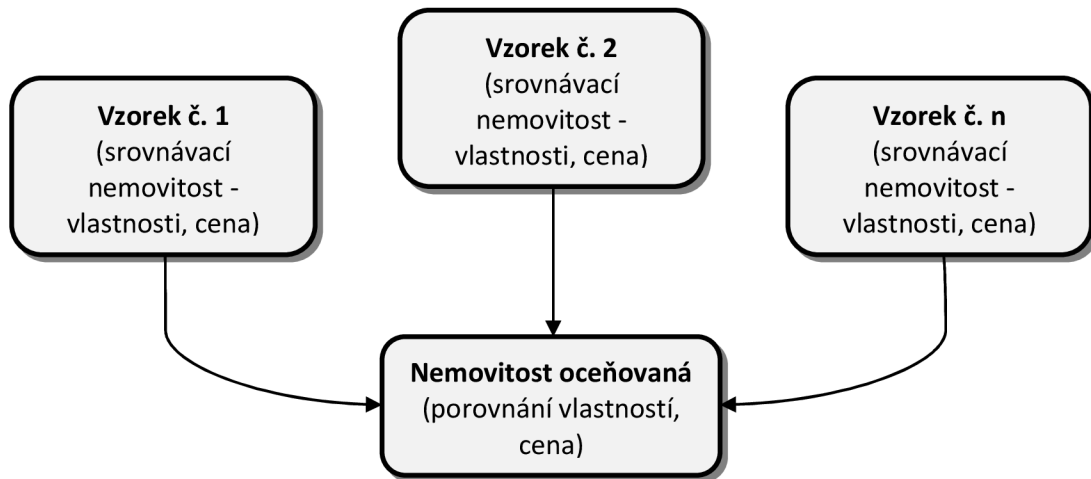 Vzorek č. 1
(srovnávací
nemovitost -
vlastnosti, cena)
Vzorek č. 2
(srovnávací
nemovitost -
vlastnosti, cena)
Vzorek č. n
(srovnávací
nemovitost -
vlastnosti, cena)
Nemovitost oceňovaná
(porovnání vlastností,
cena)